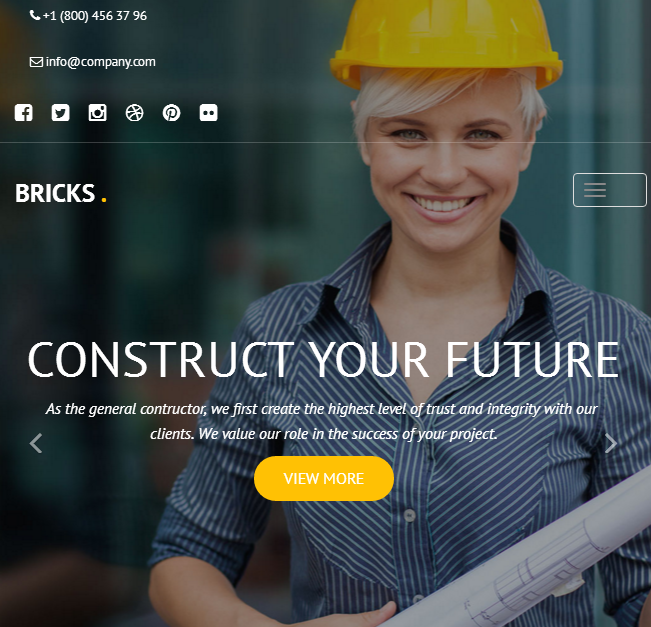 +1 (800) 456 37 96
info@company.com
BRICKS .
CONSTRUCT YOUR FUTURE
As the general contructor, we first create the highest level of trust and integrity with our
clients. We value our role in the success of your project.
VIEW MORE